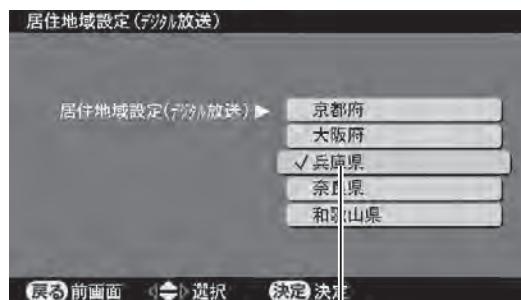 居住地域設定(デジタル放送)
居住地域設定(デジタル放送)▶
京都府
大阪府
✓兵庫県
奈良県
和歌山県
戻る 前画面 選択 決定 決定